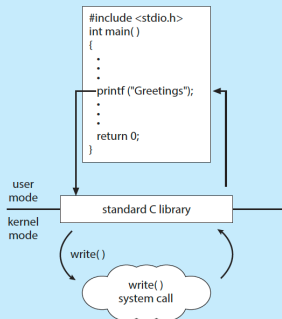 #include <stdio.h>
int main( )
{
•
•
•
printf ("Greetings");
•
•
•
return 0;
}
user
mode
standard C library
kernel
mode
write( )
write( )
system call